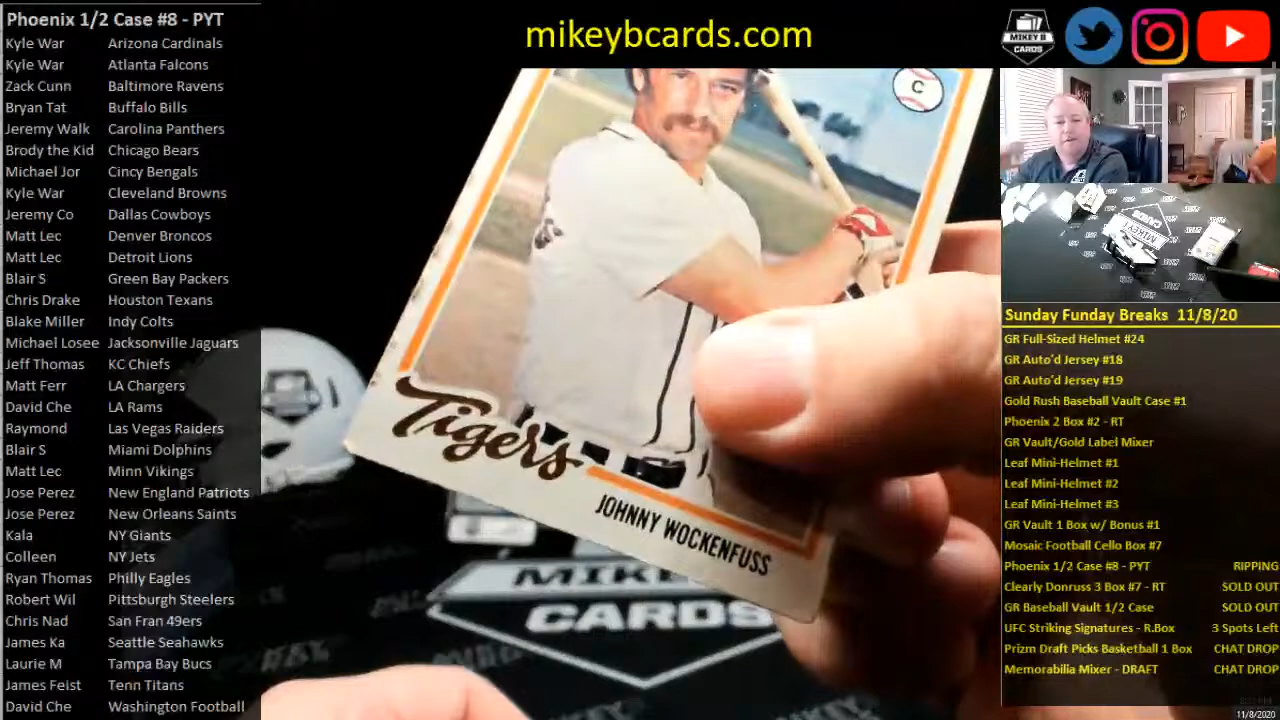 Phoenix 1/2 Case #8 - PYT
Kyle War Arizona Cardinals
Kyle War Atlanta Falcons
Zack Cunn Baltimore Ravens
Bryan Tat Buffalo Bills
Jeremy Walk Carolina Panthers
Brody the Kid Chicago Bears
Michael Jor Cincy Bengals
Kyle War Cleveland Browns
Jeremy Co Dallas Cowboys
Matt Lec Denver Broncos
Matt Lec Detroit Lions
Blair S Green Bay Packers
Chris Drake Houston Texans
Blake Miller Indy Colts
Michael Losee Jacksonville Jaguars
Jeff Thomas KC Chiefs
Matt Ferr LA Chargers
David Che LA Rams
Raymond Las Vegas Raiders
Blair S Miami Dolphins
Matt Lec Minn Vikings
Jose Perez New England Patriots
Jose Perez New Orleans Saints
Kala NY Giants
Colleen NY Jets
Ryan Thomas Philly Eagles
Robert Wil Pittsburgh Steelers
Chris Nad San Fran 49ers
James Ka Seattle Seahawks
Laurie M Tampa Bay Bucs
James Feist Tenn Titans
David Che Washington Football
mikeybcards.com
C
Tigers
JOHNNY WOCKENFUSS
MIKEY B
CARDS
MIKEY B
CARDS
Sunday Funday Breaks 11/8/20
GR Full-Sized Helmet #24
GR Auto'd Jersey #18
GR Auto'd Jersey #19
Gold Rush Baseball Vault Case #1
Phoenix 2 Box #2 - RT
GR Vault/Gold Label Mixer
Leaf Mini-Helmet #1
Leaf Mini-Helmet #2
Leaf Mini-Helmet #3
GR Vault 1 Box w/ Bonus #1
Mosaic Football Cello Box #7
Phoenix 1/2 Case #8 - PYT RIPPING
Clearly Donruss 3 Box #7 - RT SOLD OUT
GR Baseball Vault 1/2 Case SOLD OUT
UFC Striking Signatures - R.Box 3 Spots Left
Prizm Draft Picks Basketball 1 Box CHAT DROP
Memorabilia Mixer - DRAFT CHAT DROP
11/8/2020